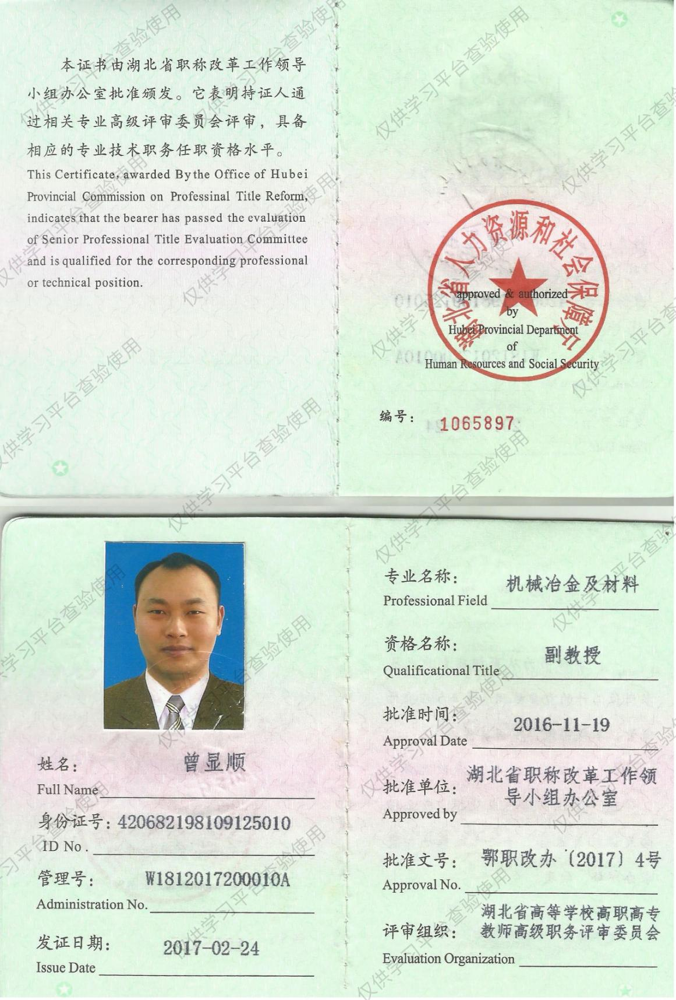 本证书由湖北省职称改革工作领导
小组办公室批准颁发。它表明持证人通
过相关专业高级评审委员会评审，具备
相应的专业技术职务任职资格水平。
This Certificate, awarded By the Office of Hubei
Provincial Commission on Professinal Title Reform,
indicates that the bearer has passed the evaluation
of Senior Professional Title Evaluation Committee
and is qualified for the corresponding professional
or technical position.
湖北省人力资源和社会保障厅
approved & authorized
by
Hubei Provincial Department
of
Human Resources and Social Security
编号： 1065897
姓名： 曾显顺
Full Name
身份证号：420682198109125010
ID No .
管理号： W1812017200010A
Administration No.
发证日期： 2017-02-24
Issue Date
专业名称： 机械冶金及材料
Professional Field
资格名称： 副教授
Qualificational Title
批准时间： 2016-11-19
Approval Date
批准单位： 湖北省职称改革工作领
导小组办公室
Approved by
批准文号： 鄂职改办〔2017〕4号
Approval No.
评审组织： 湖北省高等学校高职高专
教师高级职务评审委员会
Evaluation Organization
仅供学习平台查验使用